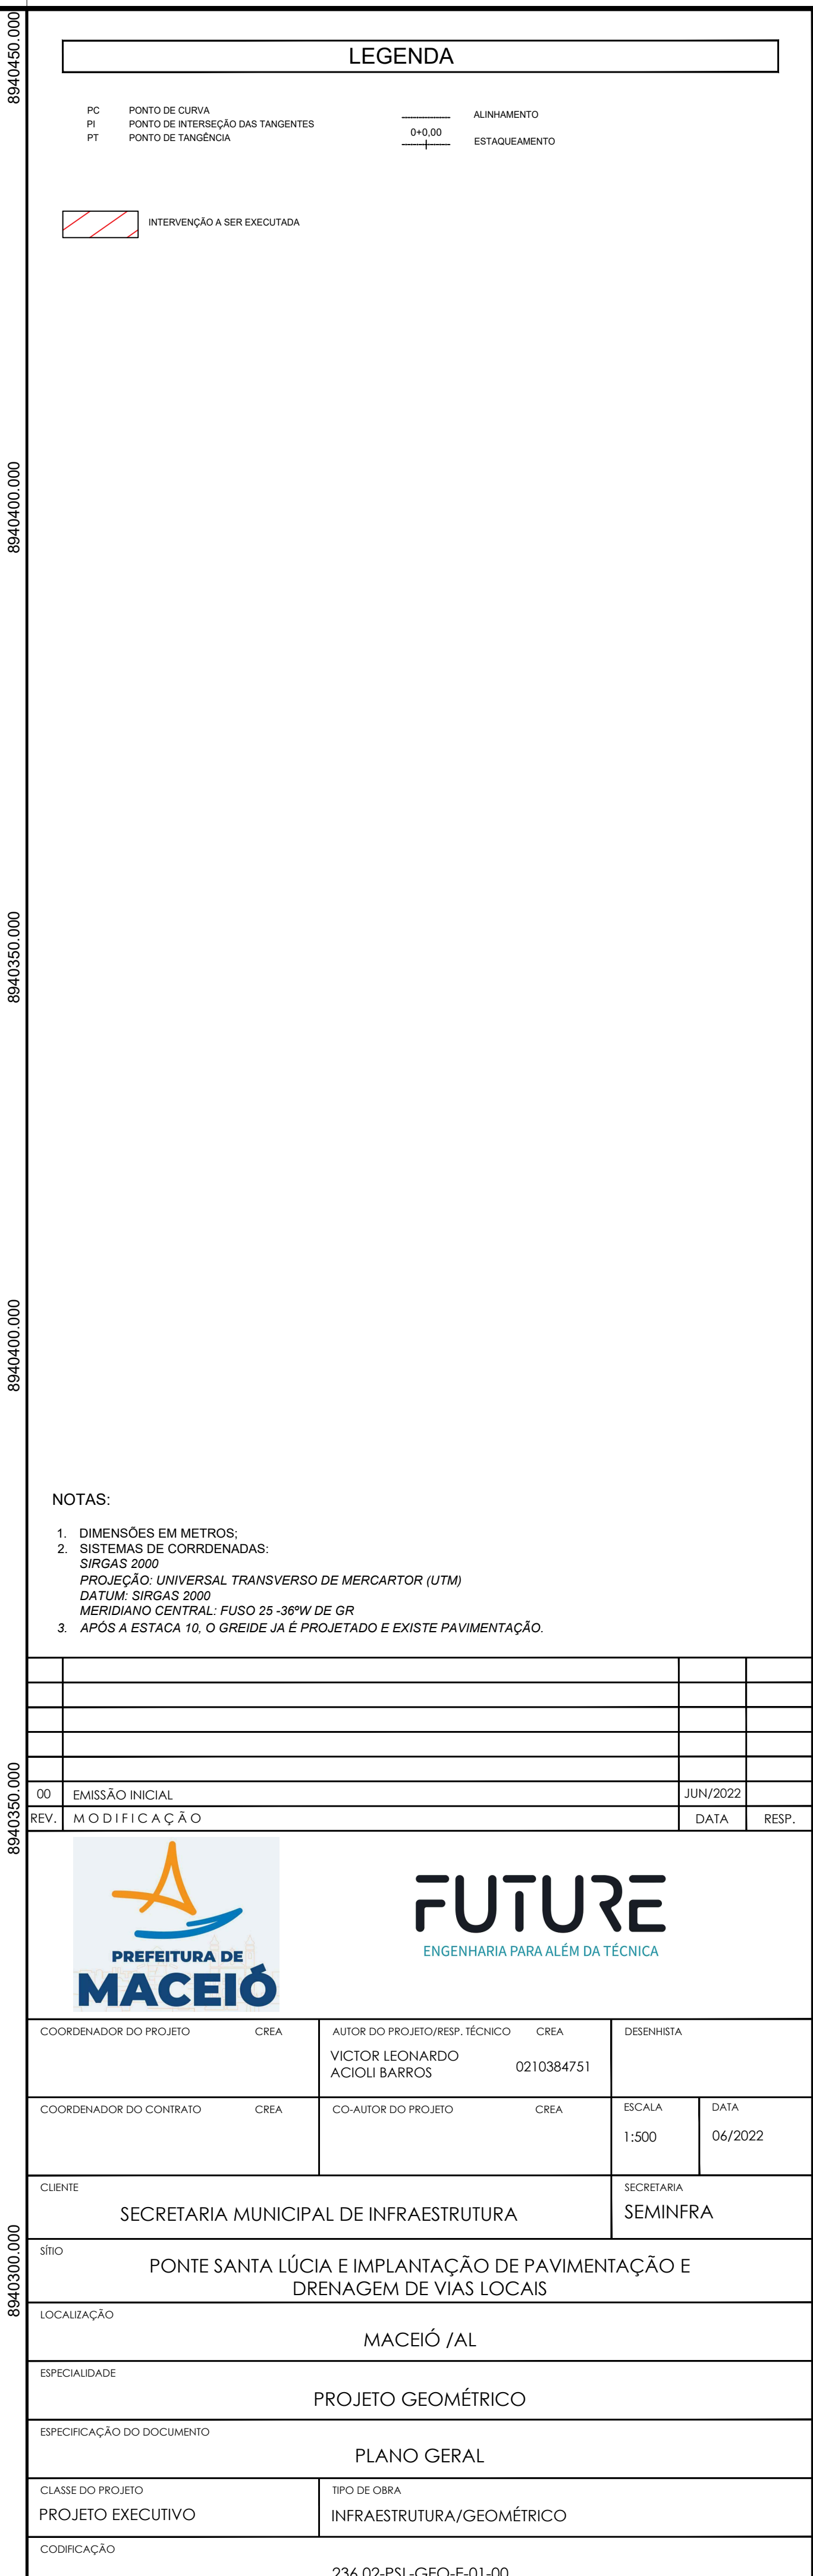 LEGENDA
PC PONTO DE CURVA
PI PONTO DE INTERSEÇÃO DAS TANGENTES
PT PONTO DE TANGÊNCIA
ALINHAMENTO
0+0,00
ESTAQUEAMENTO
INTERVENÇÃO A SER EXECUTADA
8940450.000
8940400.000
8940350.000
8940400.000
8940350.000
8940300.000
NOTAS:
1. DIMENSÕES EM METROS;
2. SISTEMAS DE CORRDENADAS:
SIRGAS 2000
PROJEÇÃO: UNIVERSAL TRANSVERSO DE MERCARTOR (UTM)
DATUM: SIRGAS 2000
MERIDIANO CENTRAL: FUSO 25 -36ºW DE GR
3. APÓS A ESTACA 10, O GREIDE JA É PROJETADO E EXISTE PAVIMENTAÇÃO.
00 EMISSÃO INICIAL JUN/2022
REV. MODIFICAÇÃO DATA RESP.
PREFEITURA DE
MACEIÓ
FUTURE
ENGENHARIA PARA ALÉM DA TÉCNICA
COORDENADOR DO PROJETO CREA
AUTOR DO PROJETO/RESP. TÉCNICO CREA
VICTOR LEONARDO
ACIOLI BARROS
0210384751
DESENHISTA
COORDENADOR DO CONTRATO CREA
CO-AUTOR DO PROJETO CREA
ESCALA
1:500
DATA
06/2022
CLIENTE
SECRETARIA MUNICIPAL DE INFRAESTRUTURA
SECRETARIA
SEMINFRA
SÍTIO
PONTE SANTA LÚCIA E IMPLANTAÇÃO DE PAVIMENTAÇÃO E
DRENAGEM DE VIAS LOCAIS
LOCALIZAÇÃO
MACEIÓ /AL
ESPECIALIDADE
PROJETO GEOMÉTRICO
ESPECIFICAÇÃO DO DOCUMENTO
PLANO GERAL
CLASSE DO PROJETO
PROJETO EXECUTIVO
TIPO DE OBRA
INFRAESTRUTURA/GEOMÉTRICO
CODIFICAÇÃO